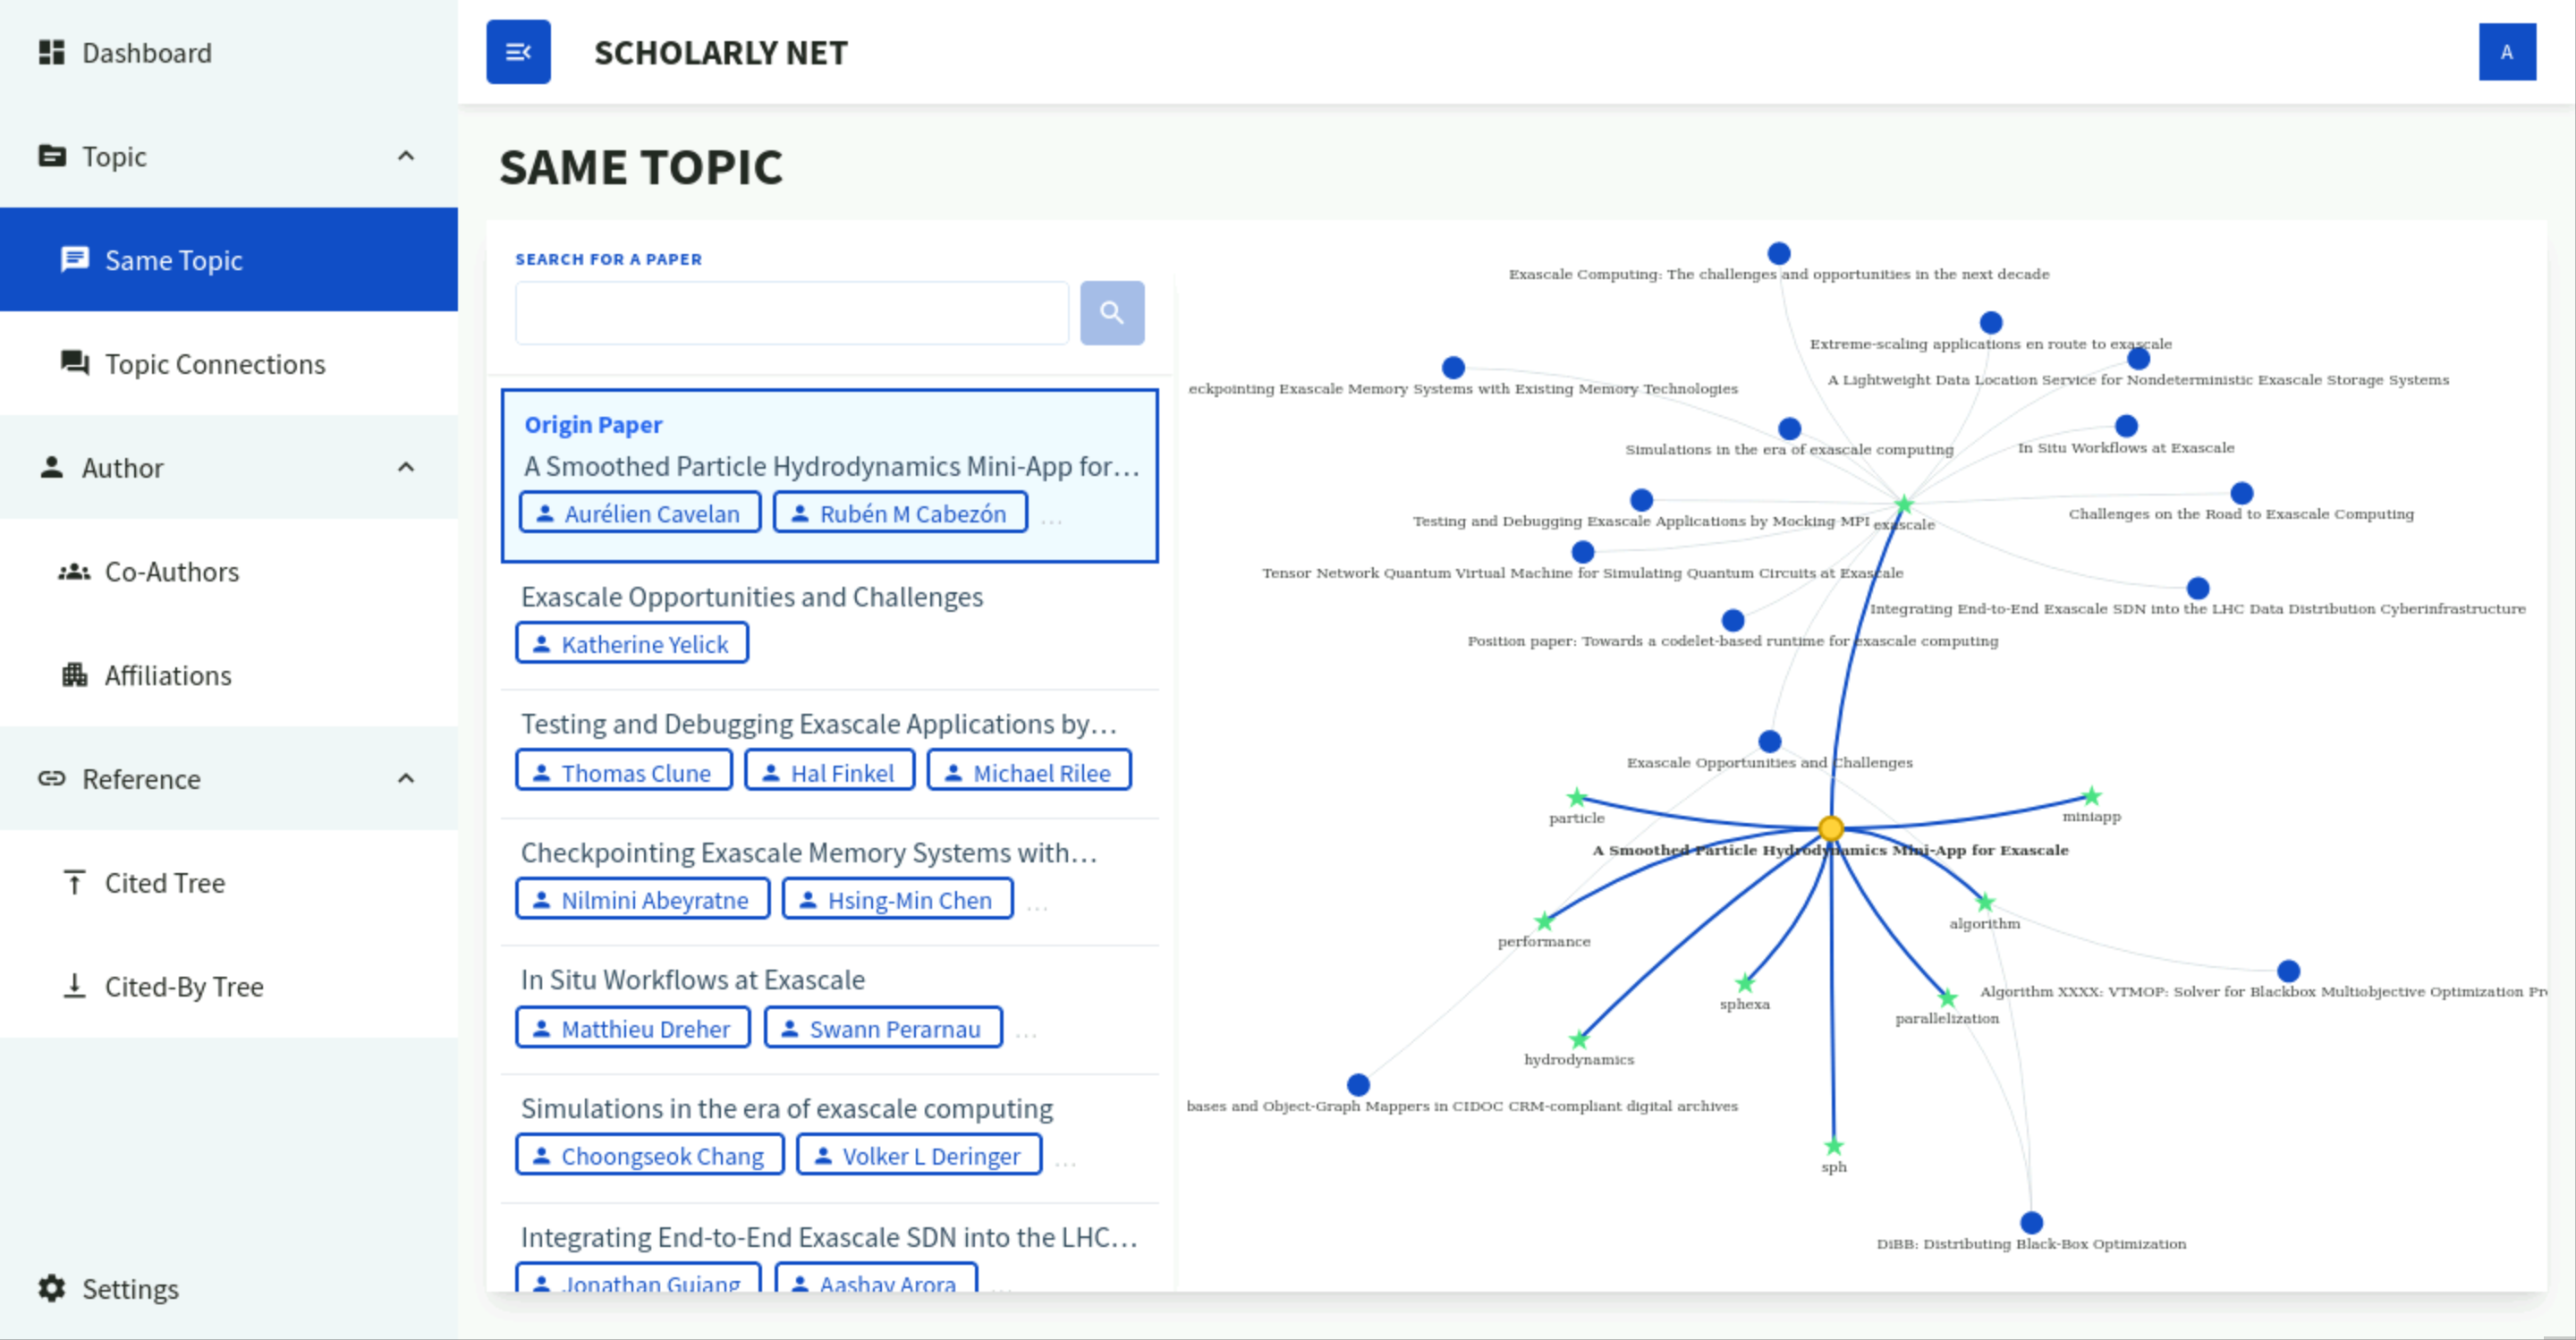 Dashboard
Topic
Same Topic
Topic Connections
Author
Co-Authors
Affiliations
Reference
Cited Tree
Cited-By Tree
Settings
SCHOLARLY NET
A
SAME TOPIC
SEARCH FOR A PAPER
Origin Paper
A Smoothed Particle Hydrodynamics Mini-App for...
Aurélien Cavelan Rubén M Cabezón ...
Exascale Opportunities and Challenges
Katherine Yelick
Testing and Debugging Exascale Applications by...
Thomas Clune Hal Finkel Michael Rilee
Checkpointing Exascale Memory Systems with...
Nilmini Abeyratne Hsing-Min Chen ...
In Situ Workflows at Exascale
Matthieu Dreher Swann Perarnau ...
Simulations in the era of exascale computing
Choongseok Chang Volker L Deringer ...
Integrating End-to-End Exascale SDN into the LHC...
Jonathan Guiang Aashay Arora ...
Exascale Computing: The challenges and opportunities in the next decade
Extreme-scaling applications en route to exascale
A Lightweight Data Location Service for Nondeterministic Exascale Storage Systems
eckpointing Exascale Memory Systems with Existing Memory Technologies
Simulations in the era of exascale computing
In Situ Workflows at Exascale
Challenges on the Road to Exascale Computing
Testing and Debugging Exascale Applications by Mocking MPI
exascale
Tensor Network Quantum Virtual Machine for Simulating Quantum Circuits at Exascale
Integrating End-to-End Exascale SDN into the LHC Data Distribution Cyberinfrastructure
Position paper: Towards a codelet-based runtime for exascale computing
Exascale Opportunities and Challenges
particle
miniapp
A Smoothed Particle Hydrodynamics Mini-App for Exascale
algorithm
performance
Algorithm XXXX: VTMOP: Solver for Blackbox Multiobjective Optimization Pr
sphexa
parallelization
hydrodynamics
bases and Object-Graph Mappers in CIDOC CRM-compliant digital archives
sph
DiBB: Distributing Black-Box Optimization